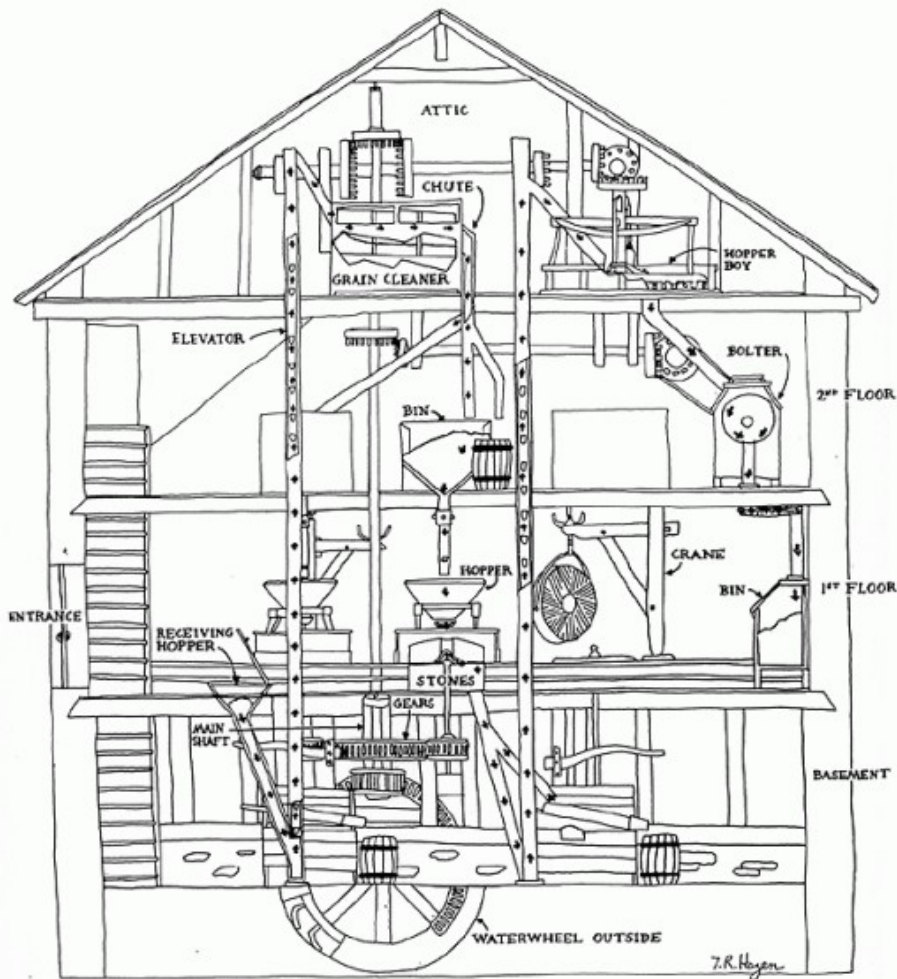 ATTIC
CHUTE
GRAIN CLEANER
HOPPER
BOY
ELEVATOR
BOLTER
2ND FLOOR
BIN
CRANE
HOPPER
BIN
1ST FLOOR
ENTRANCE
RECEIVING
HOPPER
STONES
GEARS
MAIN
SHAFT
BASEMENT
WATERWHEEL OUTSIDE
T.R. Hazen